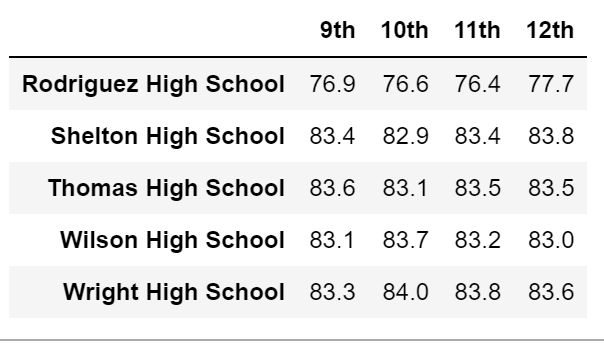 9th 10th 11th 12th
Rodriguez High School 76.9 76.6 76.4 77.7
Shelton High School 83.4 82.9 83.4 83.8
Thomas High School 83.6 83.1 83.5 83.5
Wilson High School 83.1 83.7 83.2 83.0
Wright High School 83.3 84.0 83.8 83.6